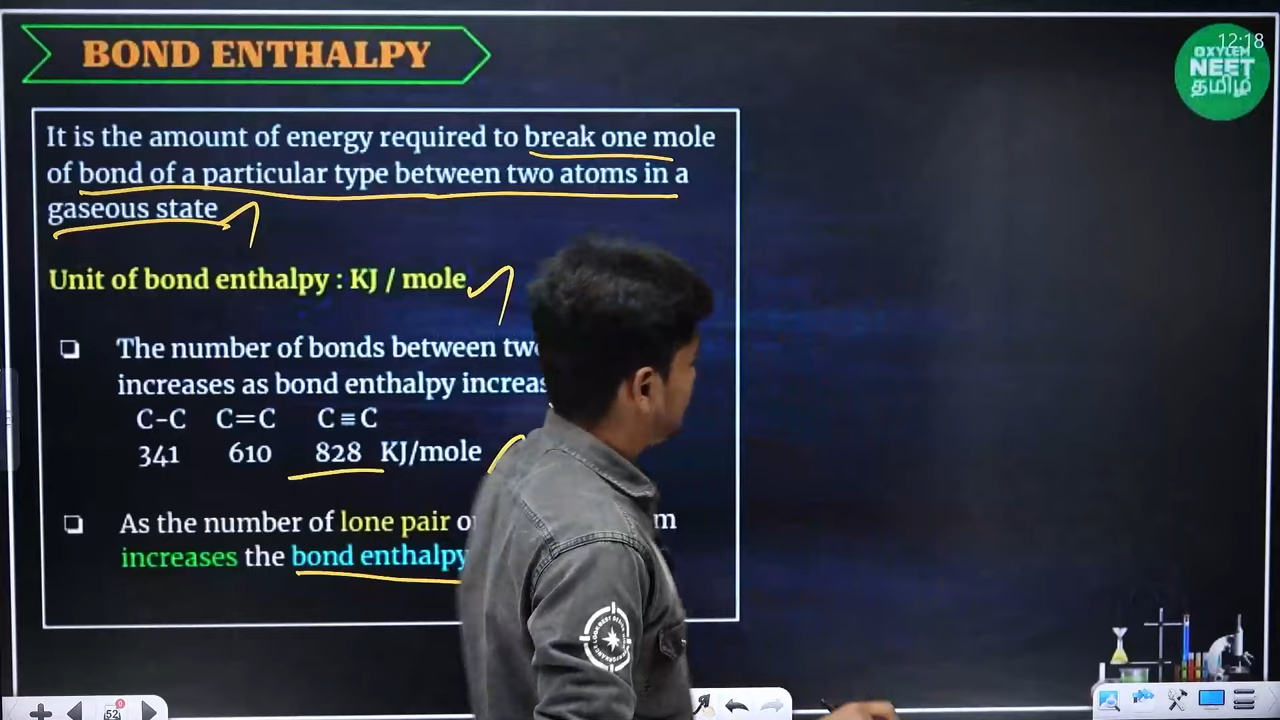 BOND ENTHALPY
12:18
OXYLEM
NEET
தமிழ்
It is the amount of energy required to break one mole
of bond of a particular type between two atoms in a
gaseous state
Unit of bond enthalpy : KJ / mole
❑ The number of bonds between
increases as bond enthalpy
C-C C=C C≡C
341 610 828 KJ/mole
❑ As the number of lone pair
increases the bond enthalpy
52